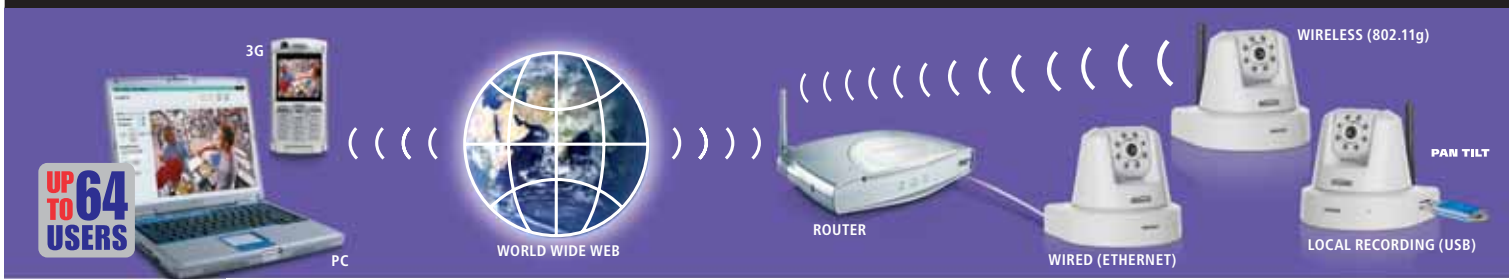 3G
WIRELESS (802.11g)
PAN TILT
UP
TO 64
USERS
PC
WORLD WIDE WEB
ROUTER
WIRED (ETHERNET)
LOCAL RECORDING (USB)